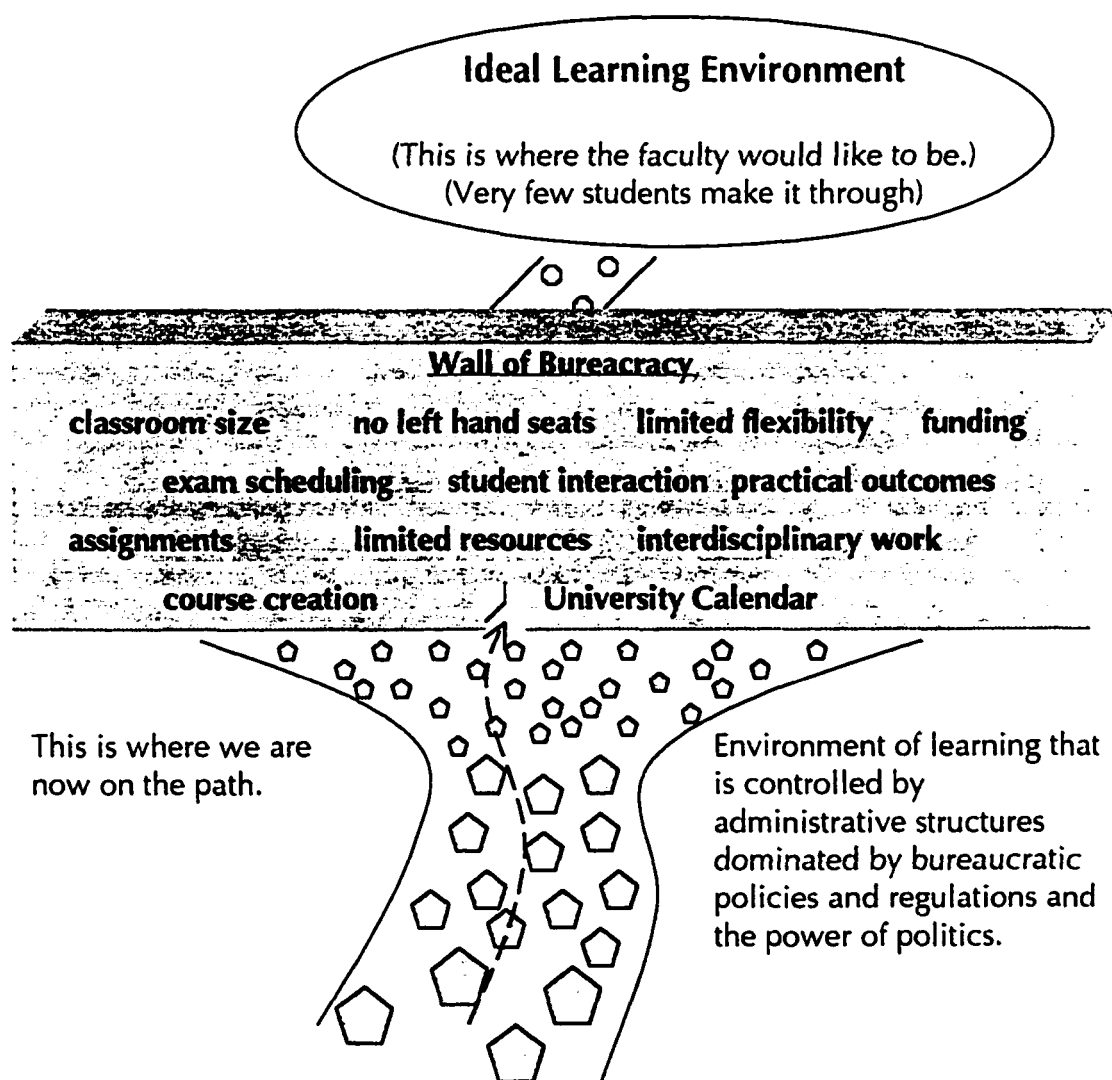 Ideal Learning Environment
(This is where the faculty would like to be.)
(Very few students make it through)
Wall of Bureacracy
classroom size no left hand seats limited flexibility funding
exam scheduling student interaction practical outcomes
assignments limited resources interdisciplinary work
course creation University Calendar
This is where we are
now on the path.
Environment of learning that
is controlled by
administrative structures
dominated by bureaucratic
policies and regulations and
the power of politics.